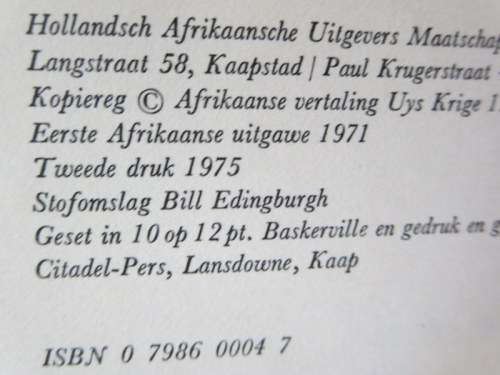 Hollandsch Afrikaansche Uitgevers Maatschap
Langstraat 58, Kaapstad | Paul Krugerstraat
Kopiereg © Afrikaanse vertaling Uys Krige 1
Eerste Afrikaanse uitgawe 1971
Tweede druk 1975
Stofomslag Bill Edingburgh
Geset in 10 op 12 pt. Baskerville en gedruk en g
Citadel-Pers, Lansdowne, Kaap
ISBN 0 7986 0004 7